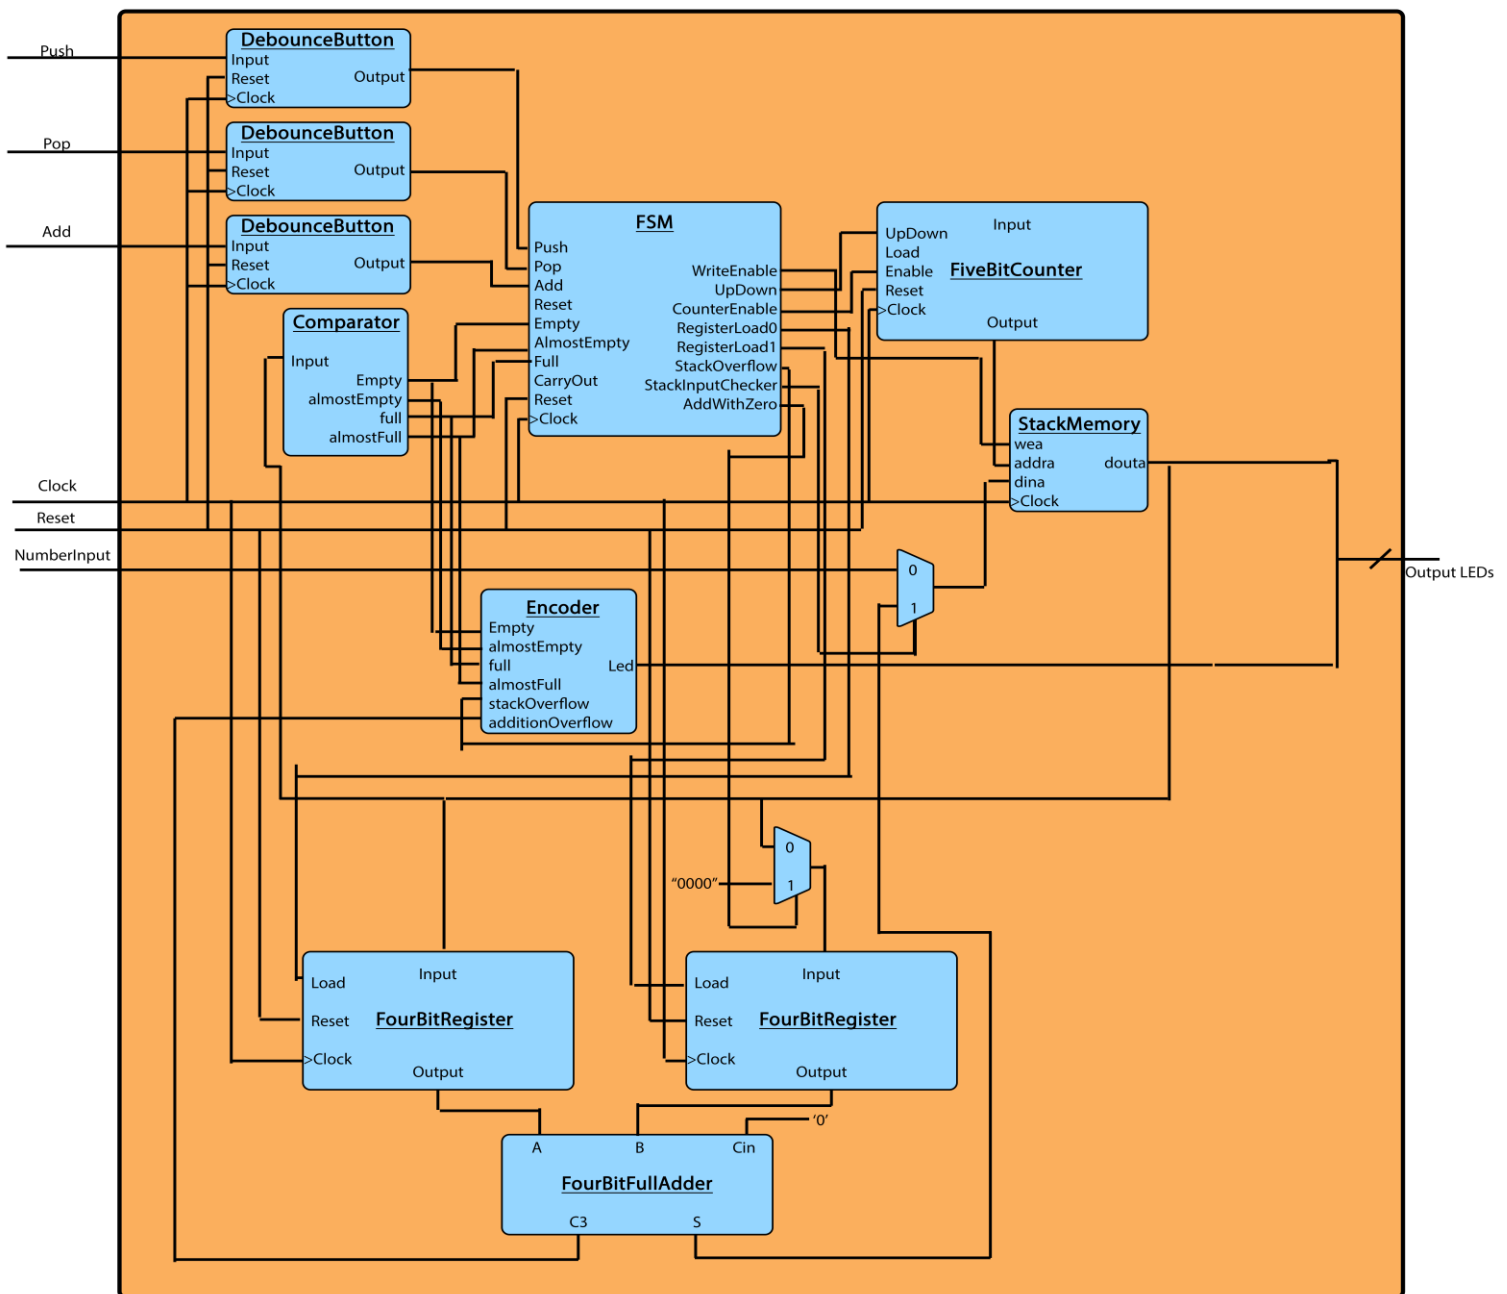 Push
DebounceButton
Input
Reset
>Clock
Output
Pop
DebounceButton
Input
Reset
>Clock
Output
Add
DebounceButton
Input
Reset
>Clock
Output
Comparator
Input
Empty
almostEmpty
full
almostFull
FSM
Push
Pop
Add
Reset
Empty
AlmostEmpty
Full
CarryOut
Reset
>Clock
WriteEnable
UpDown
CounterEnable
RegisterLoad0
RegisterLoad1
StackOverflow
StackInputChecker
AddWithZero
Input
UpDown
Load
Enable
Reset
>Clock
FiveBitCounter
Output
StackMemory
wea
addra
dina
>Clock
douta
Clock
Reset
NumberInput
0
1
Output LEDs
Encoder
Empty
almostEmpty
full
almostFull
stackOverflow
additionOverflow
Led
0
"0000"
1
Input
Load
Reset
>Clock
FourBitRegister
Output
Input
Load
Reset
>Clock
FourBitRegister
Output
'0'
A
B
Cin
FourBitFullAdder
C3
S